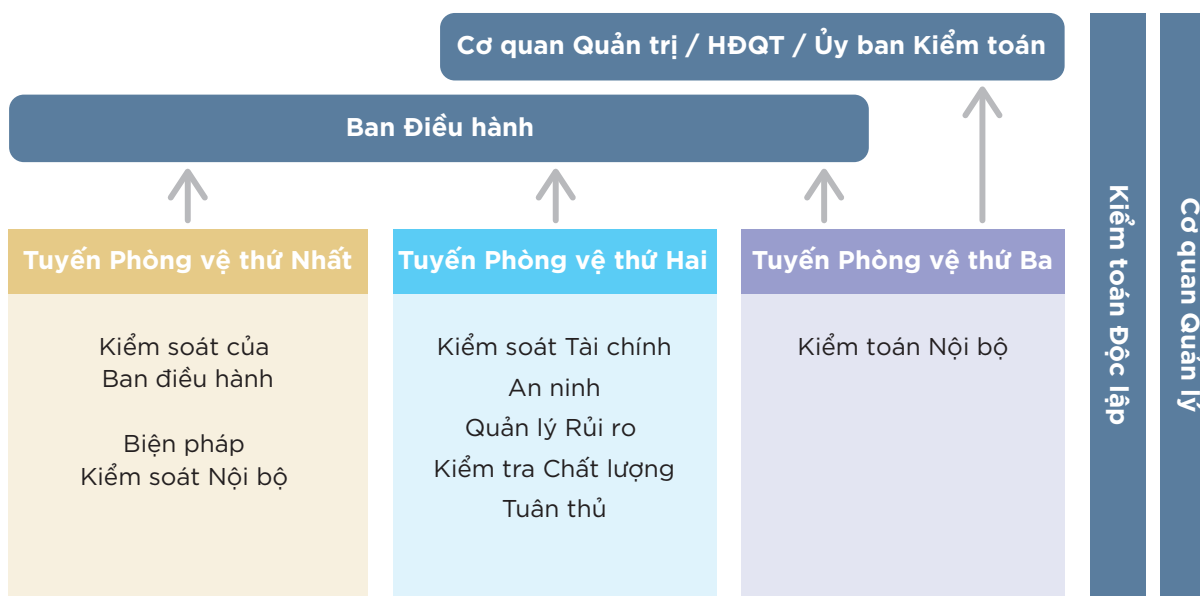 Cơ quan Quản trị / HĐQT / Ủy ban Kiểm toán
Ban Điều hành
Tuyến Phòng vệ thứ Nhất
Kiểm soát của
Ban điều hành
Biện pháp
Kiểm soát Nội bộ
Tuyến Phòng vệ thứ Hai
Kiểm soát Tài chính
An ninh
Quản lý Rủi ro
Kiểm tra Chất lượng
Tuân thủ
Tuyến Phòng vệ thứ Ba
Kiểm toán Nội bộ
Kiểm toán Độc lập
Cơ quan Quản lý